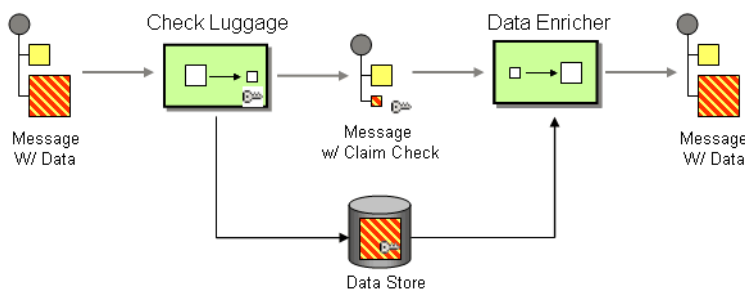 Check Luggage
Data Enricher
Message
W/ Data
Message
w/ Claim Check
Message
W/ Data
Data Store